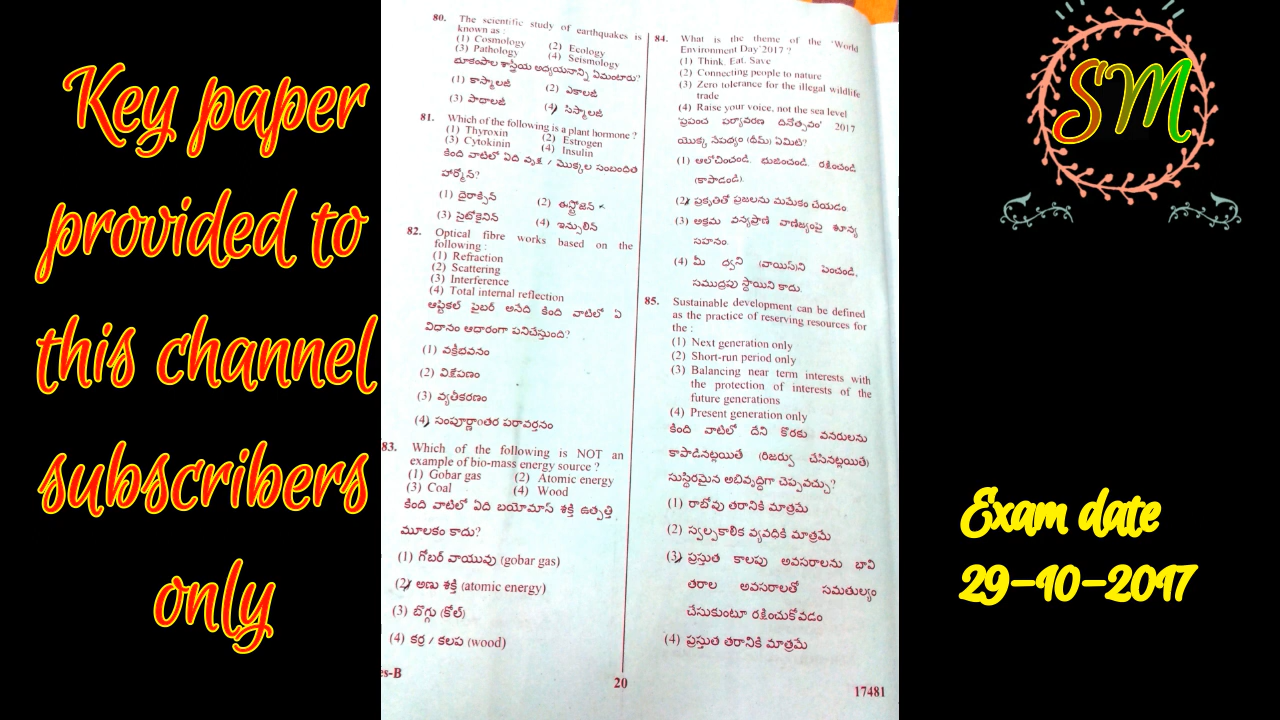 Key paper
provided to
this channel
subscribers
only
80. The scientific study of earthquakes is
known as :
(1) Cosmology (2) Ecology
(3) Pathology (4) Seismology
భూకంపాల శాస్త్రీయ అధ్యయనాన్ని ఏమంటారు?
(1) కాస్మాలజీ (2) ఎకాలజీ
(3) పాథాలజీ (4) సిస్మాలజీ
81. Which of the following is a plant hormone ?
(1) Thyroxin (2) Estrogen
(3) Cytokinin (4) Insulin
కింది వాటిలో ఏది వృక్ష / మొక్కల సంబంధిత
హార్మోన్?
(1) థైరాక్సిన్ (2) ఈస్ట్రోజెన్
(3) సైటోకైనిన్ (4) ఇన్సులిన్
82. Optical fibre works based on the
following :
(1) Refraction
(2) Scattering
(3) Interference
(4) Total internal reflection
ఆప్టికల్ ఫైబర్ అనేది కింది వాటిలో ఏ
విధానం ఆధారంగా పనిచేస్తుంది?
(1) వక్రీభవనం
(2) విక్షేపణం
(3) వ్యతీకరణం
(4) సంపూర్ణాంతర పరావర్తనం
83. Which of the following is NOT an
example of bio-mass energy source ?
(1) Gobar gas (2) Atomic energy
(3) Coal (4) Wood
కింది వాటిలో ఏది బయోమాస్ శక్తి ఉత్పత్తి
మూలకం కాదు?
(1) గోబర్ వాయువు (gobar gas)
(2) అణు శక్తి (atomic energy)
(3) బొగ్గు (కోల్)
(4) కర్ర / కలప (wood)
es-B
84. What is the theme of the 'World
Environment Day' 2017 ?
(1) Think. Eat. Save
(2) Connecting people to nature
(3) Zero tolerance for the illegal wildlife
trade
(4) Raise your voice, not the sea level
'ప్రపంచ పర్యావరణ దినోత్సవం' 2017
యొక్క నేపథ్యం (థీమ్) ఏమిటి?
(1) ఆలోచించండి. భుజించండి. రక్షించండి
(కాపాడండి).
(2) ప్రకృతితో ప్రజలను మమేకం చేయడం
(3) అక్రమ వన్యప్రాణి వాణిజ్యంపై శూన్య
సహనం.
(4) మీ ధ్వని (వాయిస్)ని పెంచండి,
సముద్రపు స్థాయిని కాదు.
85. Sustainable development can be defined
as the practice of reserving resources for
the :
(1) Next generation only
(2) Short-run period only
(3) Balancing near term interests with
the protection of interests of the
future generations
(4) Present generation only
కింది వాటిలో దేని కొరకు వనరులను
కాపాడినట్లయితే (రిజర్వు చేసినట్లయితే)
సుస్థిరమైన అభివృద్ధిగా చెప్పవచ్చు?
(1) రాబోవు తరానికి మాత్రమే
(2) స్వల్పకాలిక వ్యవధికి మాత్రమే
(3) ప్రస్తుత కాలపు అవసరాలను భావి
తరాల అవసరాలతో సమతుల్యం
చేసుకుంటూ రక్షించుకోవడం
(4) ప్రస్తుత తరానికి మాత్రమే
20
17481
SM
Exam date
29-10-2017